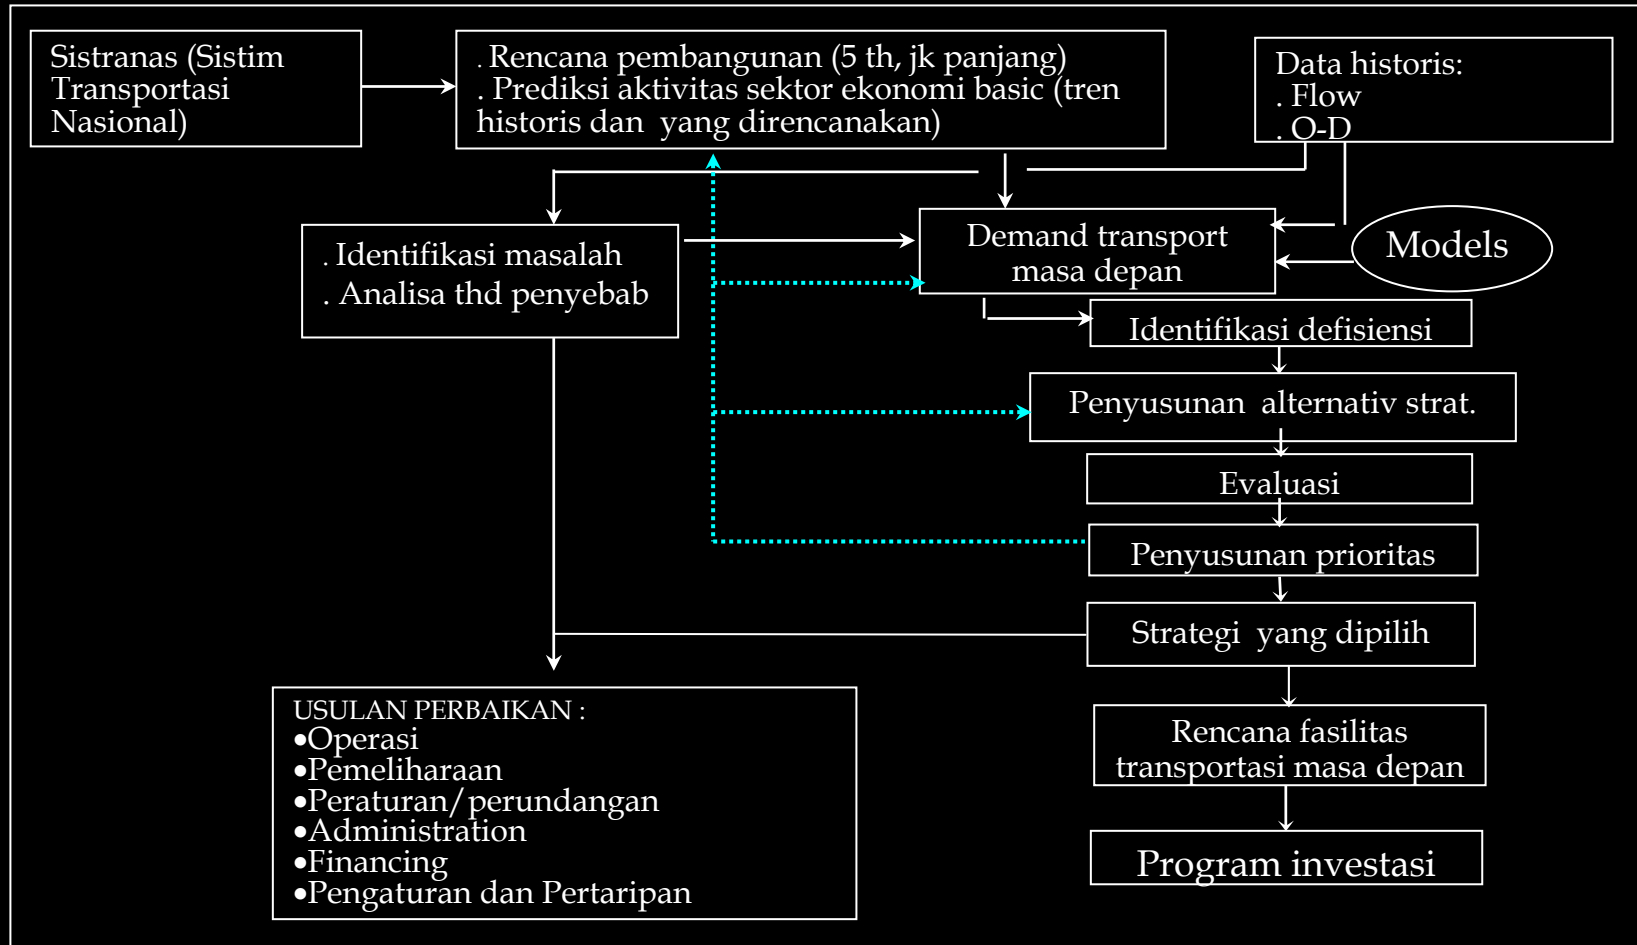 Sistranas (Sistim
Transportasi
Nasional)
. Rencana pembangunan (5 th, jk panjang)
. Prediksi aktivitas sektor ekonomi basic (tren
historis dan yang direncanakan)
Data historis:
. Flow
. O-D
. Identifikasi masalah
. Analisa thd penyebab
Demand transport
masa depan
Models
Identifikasi defisiensi
Penyusunan alternativ strat.
Evaluasi
Penyusunan prioritas
Strategi yang dipilih
USULAN PERBAIKAN :
•Operasi
•Pemeliharaan
•Peraturan/perundangan
•Administration
•Financing
•Pengaturan dan Pertaripan
Rencana fasilitas
transportasi masa depan
Program investasi